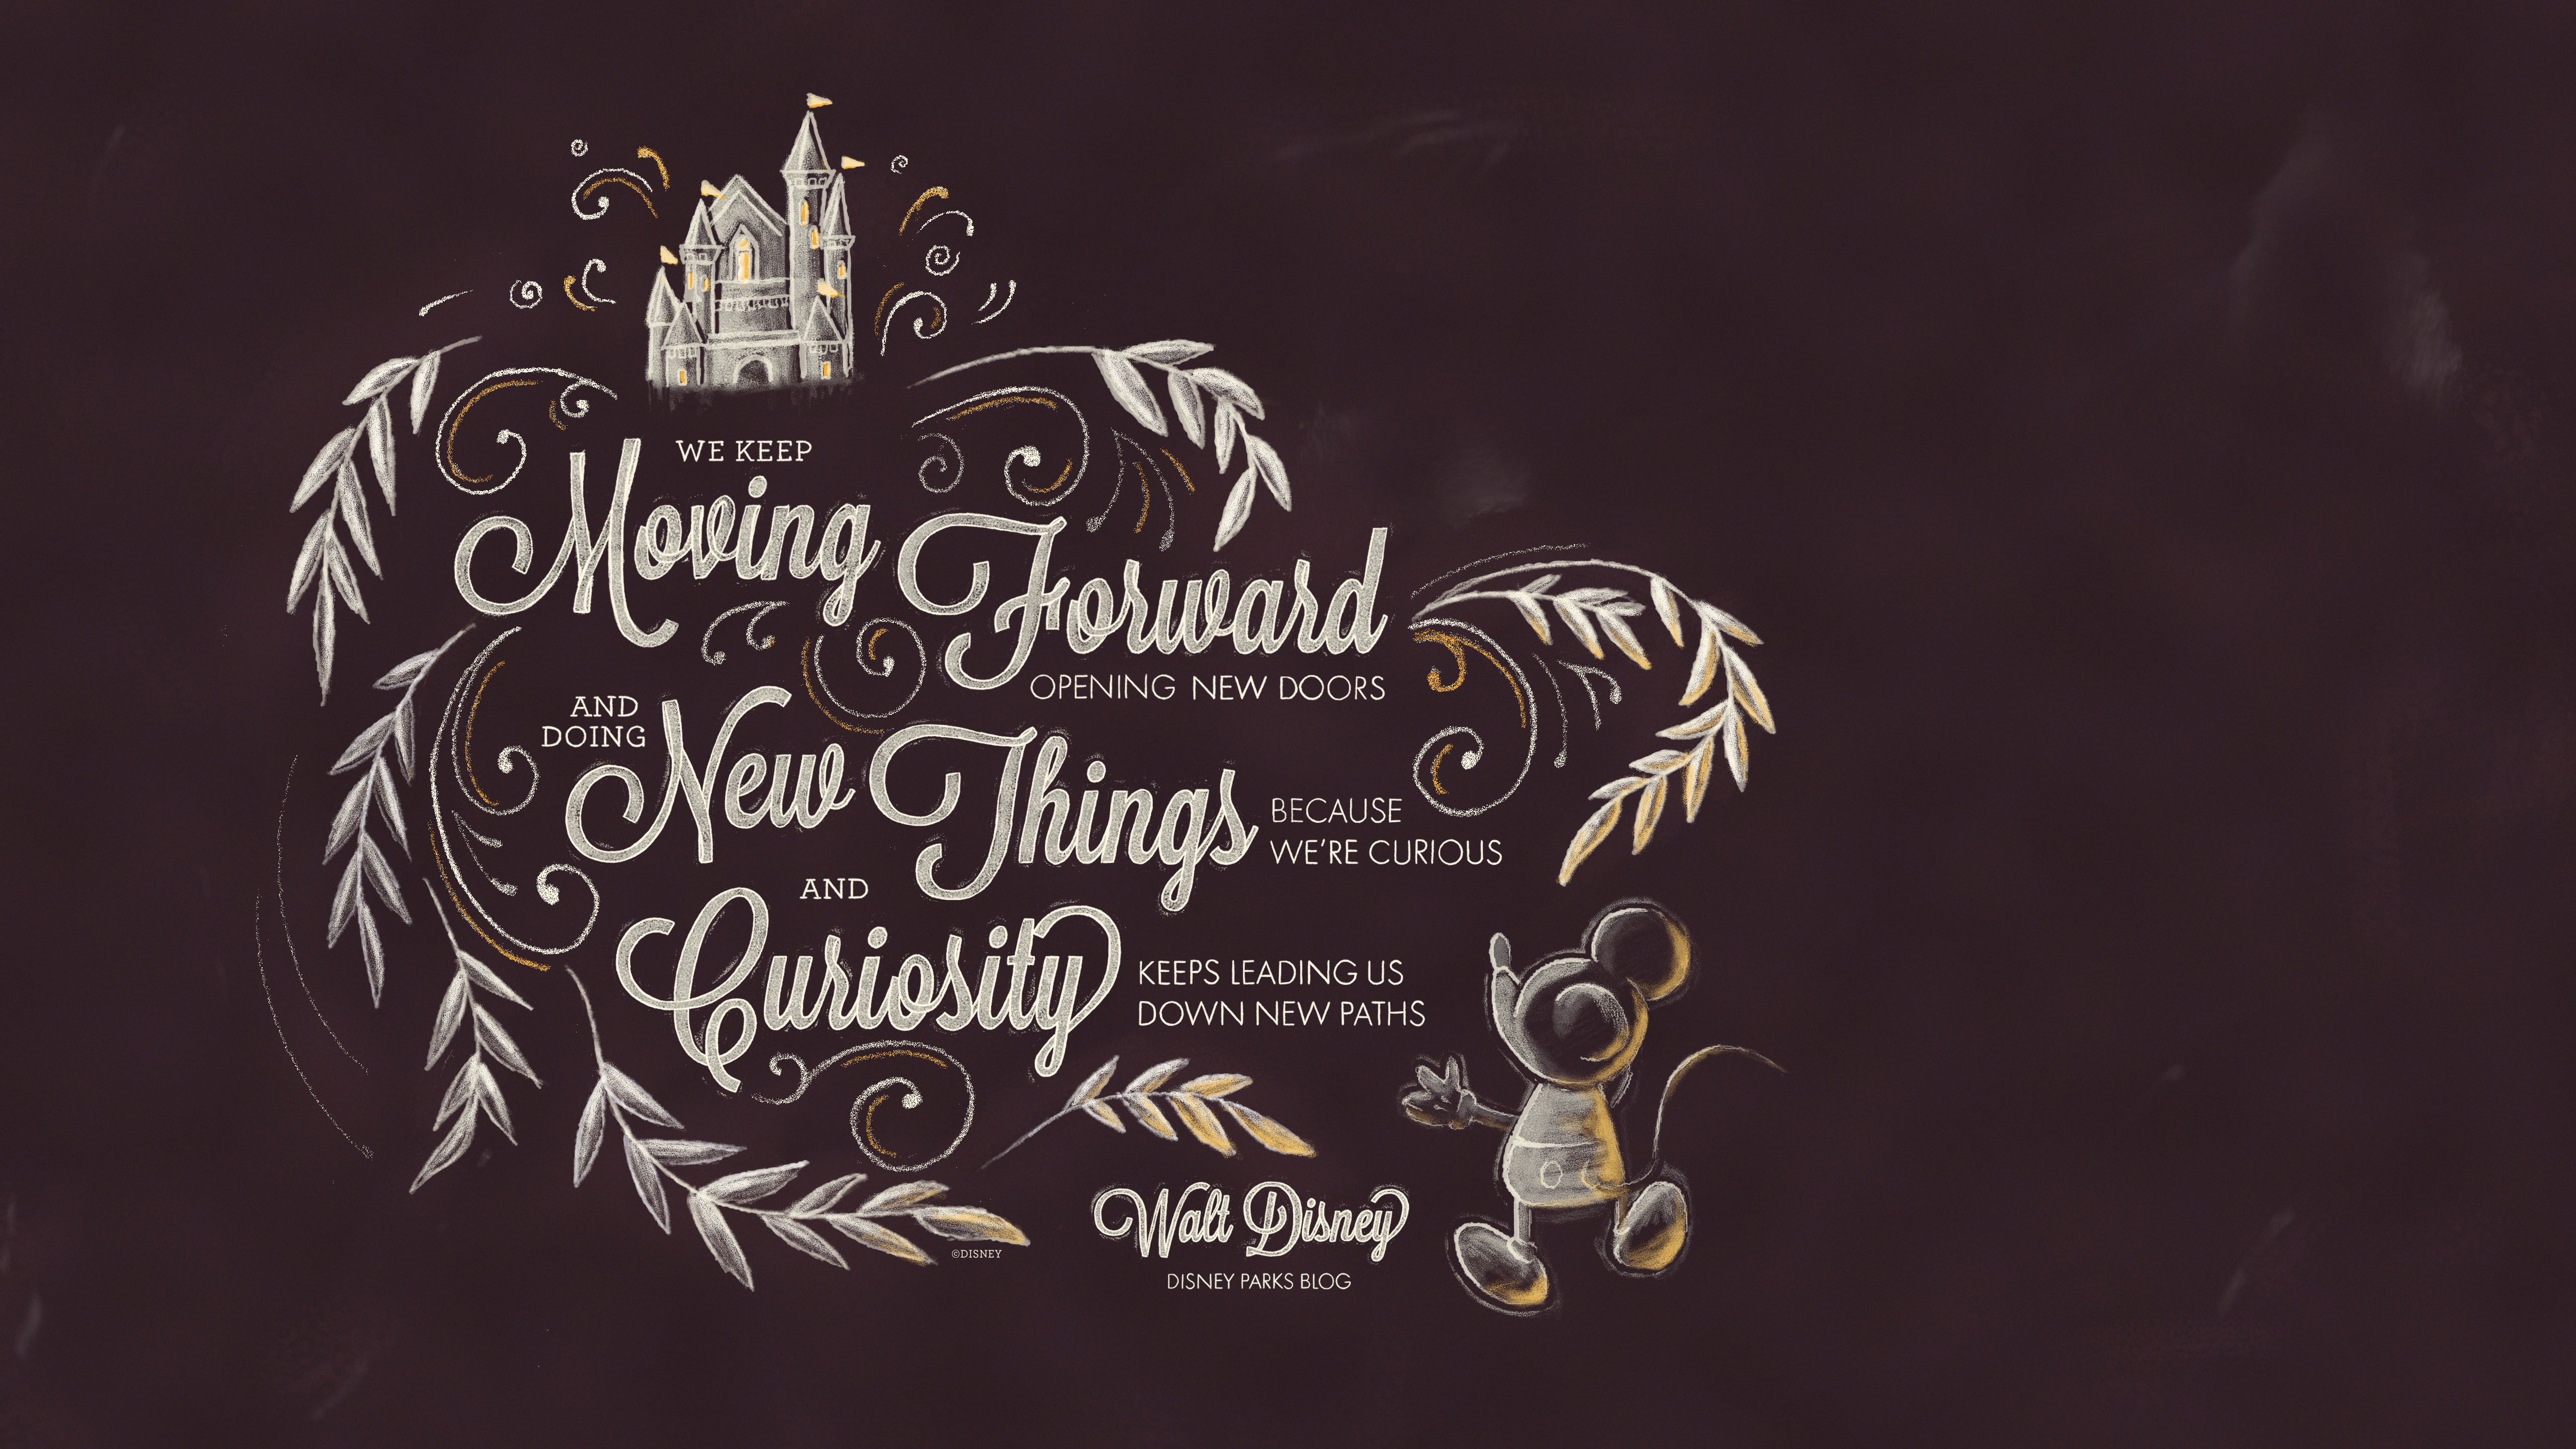 WE KEEP
Moving Forward
OPENING NEW DOORS
AND
DOING
New Things
BECAUSE
WE'RE CURIOUS
AND
Curiosity
KEEPS LEADING US
DOWN NEW PATHS
Walt Disney
©DISNEY
DISNEY PARKS BLOG